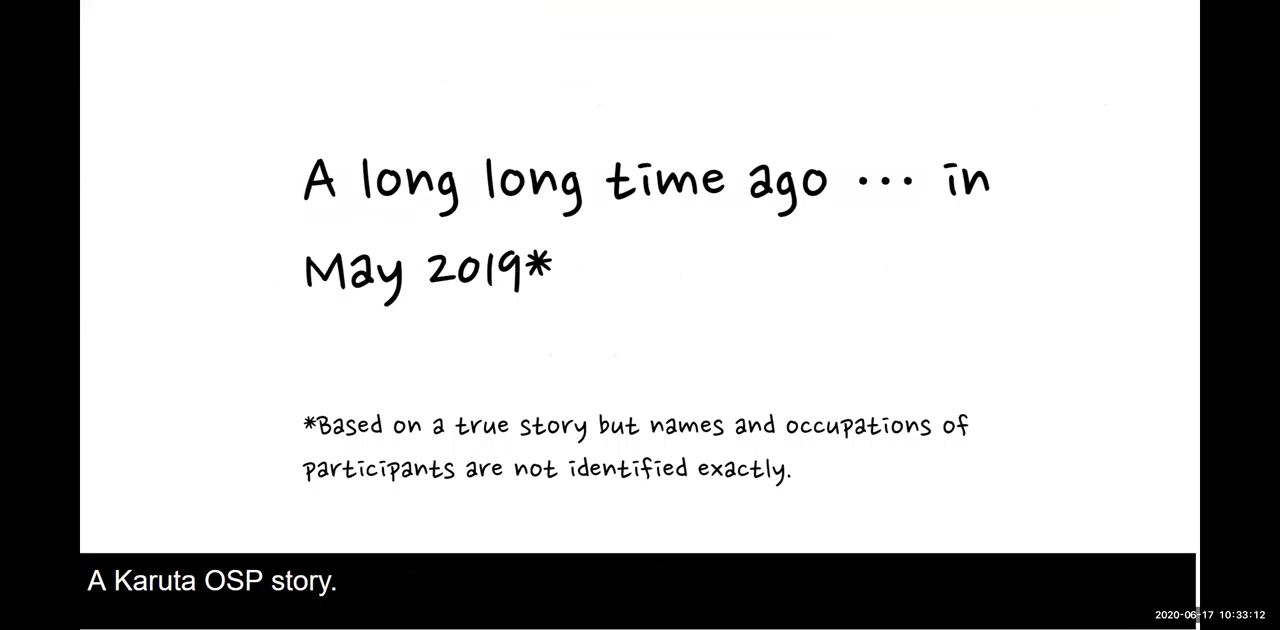 A long long time ago ... in
May 2019*
*Based on a true story but names and occupations of
participants are not identified exactly.
A Karuta OSP story.
2020-06-17 10:33:12